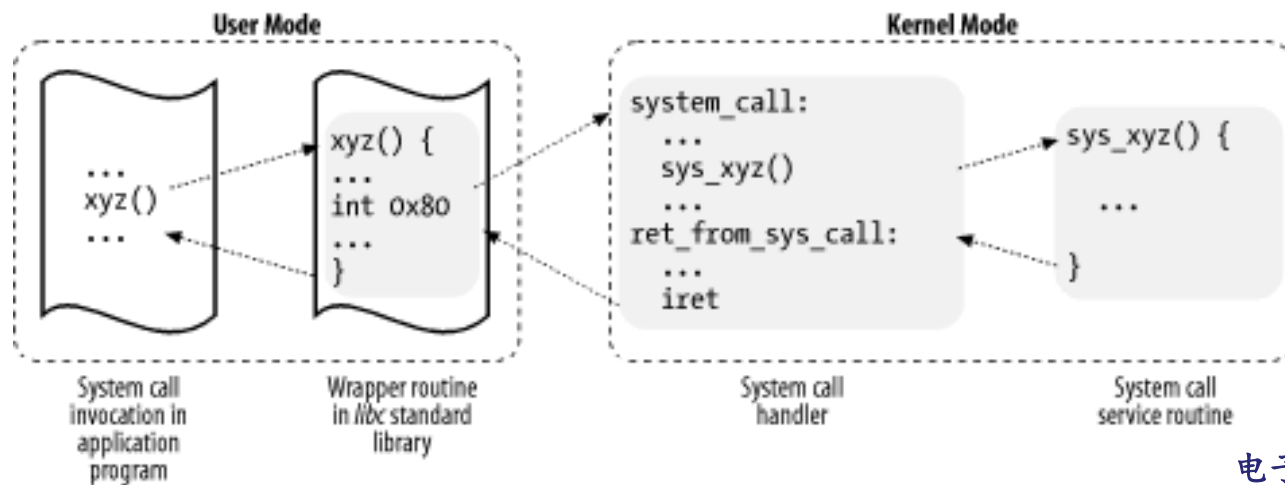 User Mode
Kernel Mode
...
xyz()
...
xyz() {
...
int 0x80
...
}
system_call:
...
sys_xyz()
...
ret_from_sys_call:
...
iret
sys_xyz() {
...
}
System call
invocation in
application
program
Wrapper routine
in libc standard
library
System call
handler
System call
service routine
电子